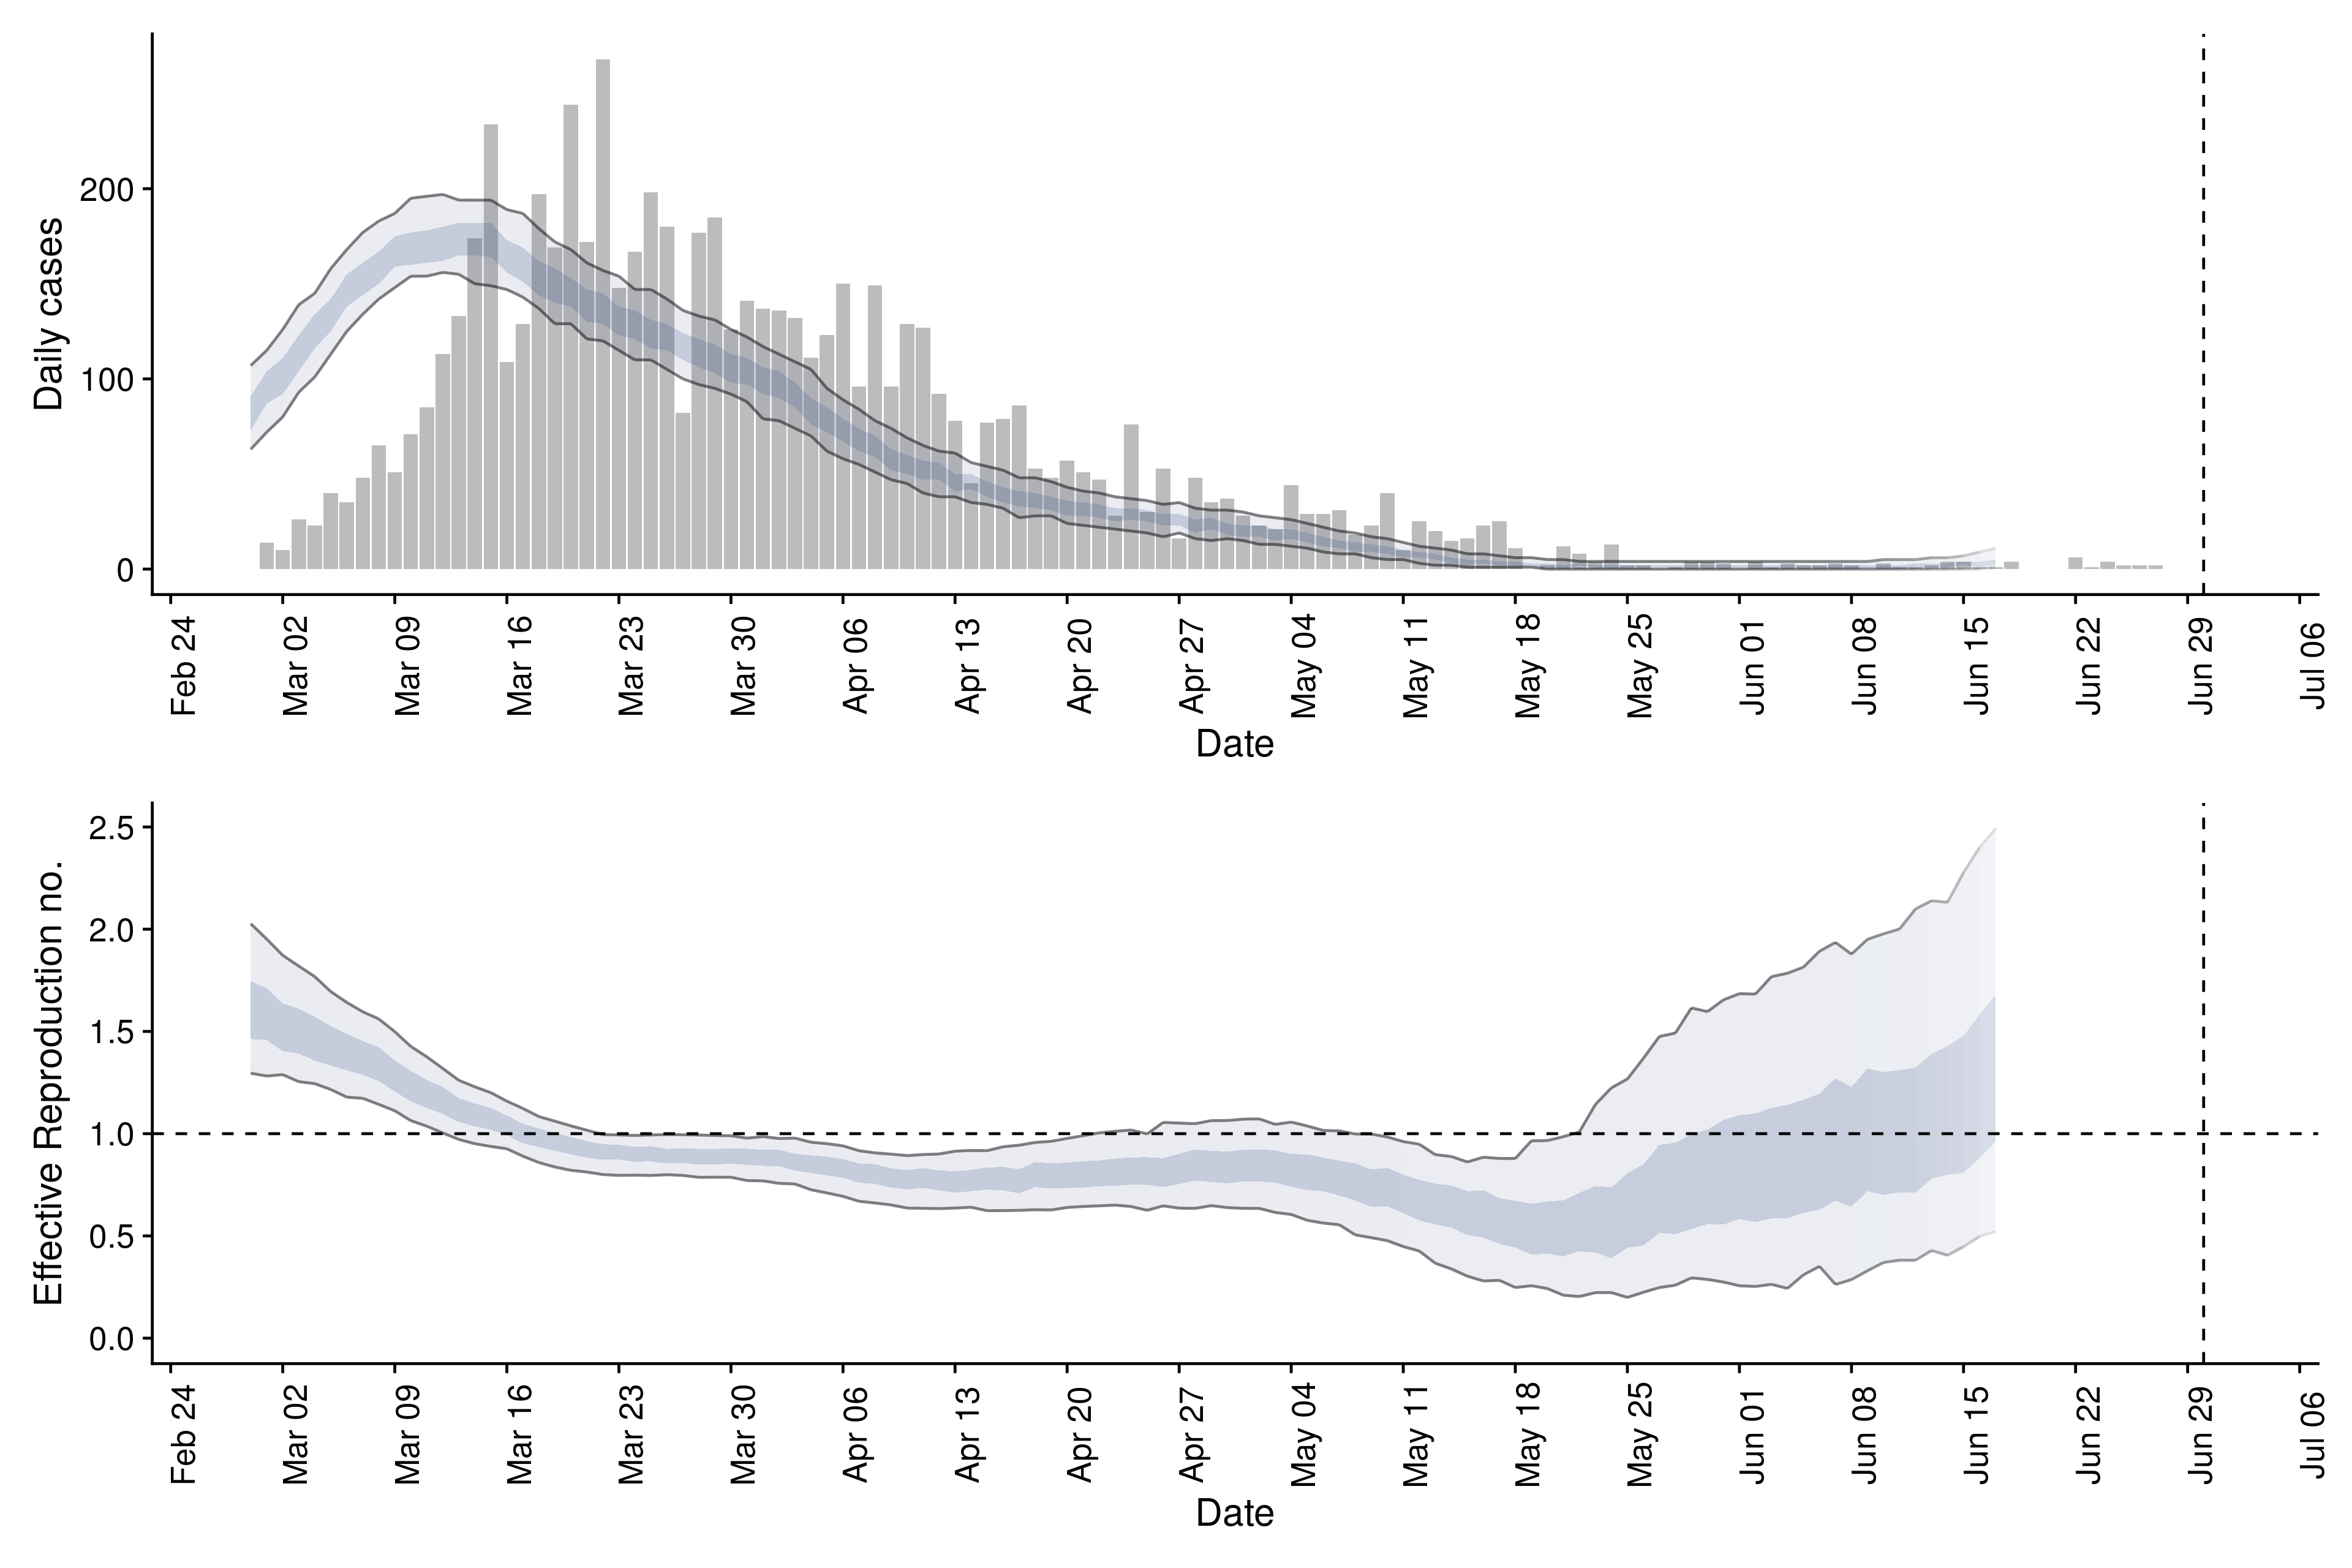 Daily cases
200
100
0
Feb 24
Mar 02
Mar 09
Mar 16
Mar 23
Mar 30
Apr 06
Apr 13
Apr 20
Apr 27
May 04
May 11
May 18
May 25
Jun 01
Jun 08
Jun 15
Jun 22
Jun 29
Jul 06
Date
Effective Reproduction no.
2.5
2.0
1.5
1.0
0.5
0.0
Feb 24
Mar 02
Mar 09
Mar 16
Mar 23
Mar 30
Apr 06
Apr 13
Apr 20
Apr 27
May 04
May 11
May 18
May 25
Jun 01
Jun 08
Jun 15
Jun 22
Jun 29
Jul 06
Date